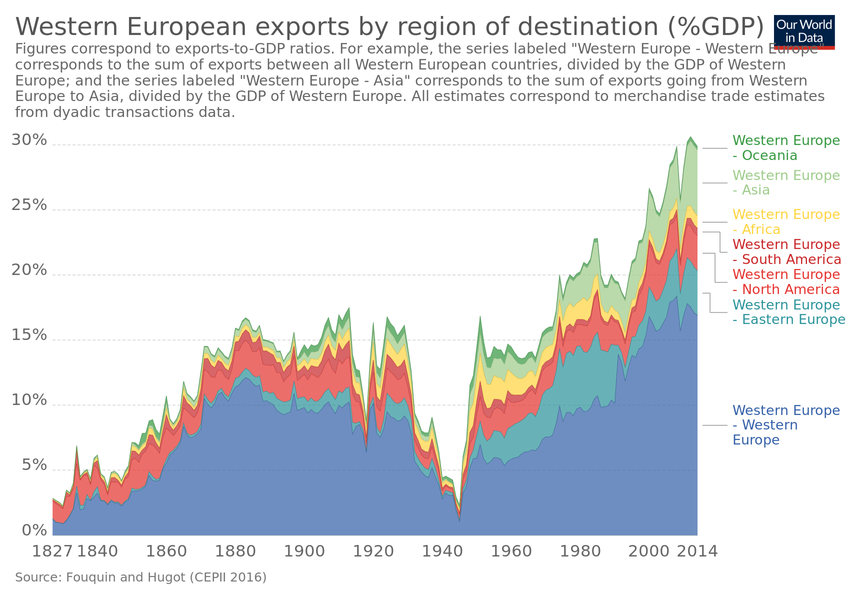 Western European exports by region of destination (%GDP)
Our World
in Data
Figures correspond to exports-to-GDP ratios. For example, the series labeled "Western Europe - Western Europe"
corresponds to the sum of exports between all Western European countries, divided by the GDP of Western
Europe; and the series labeled "Western Europe - Asia" corresponds to the sum of exports going from Western
Europe to Asia, divided by the GDP of Western Europe. All estimates correspond to merchandise trade estimates
from dyadic transactions data.
30%
25%
20%
15%
10%
5%
0%
Western Europe
- Oceania
Western Europe
- Asia
Western Europe
- Africa
Western Europe
- South America
Western Europe
- North America
Western Europe
- Eastern Europe
Western Europe
- Western
Europe
1827 1840 1860 1880 1900 1920 1940 1960 1980 2000 2014
Source: Fouquin and Hugot (CEPII 2016)